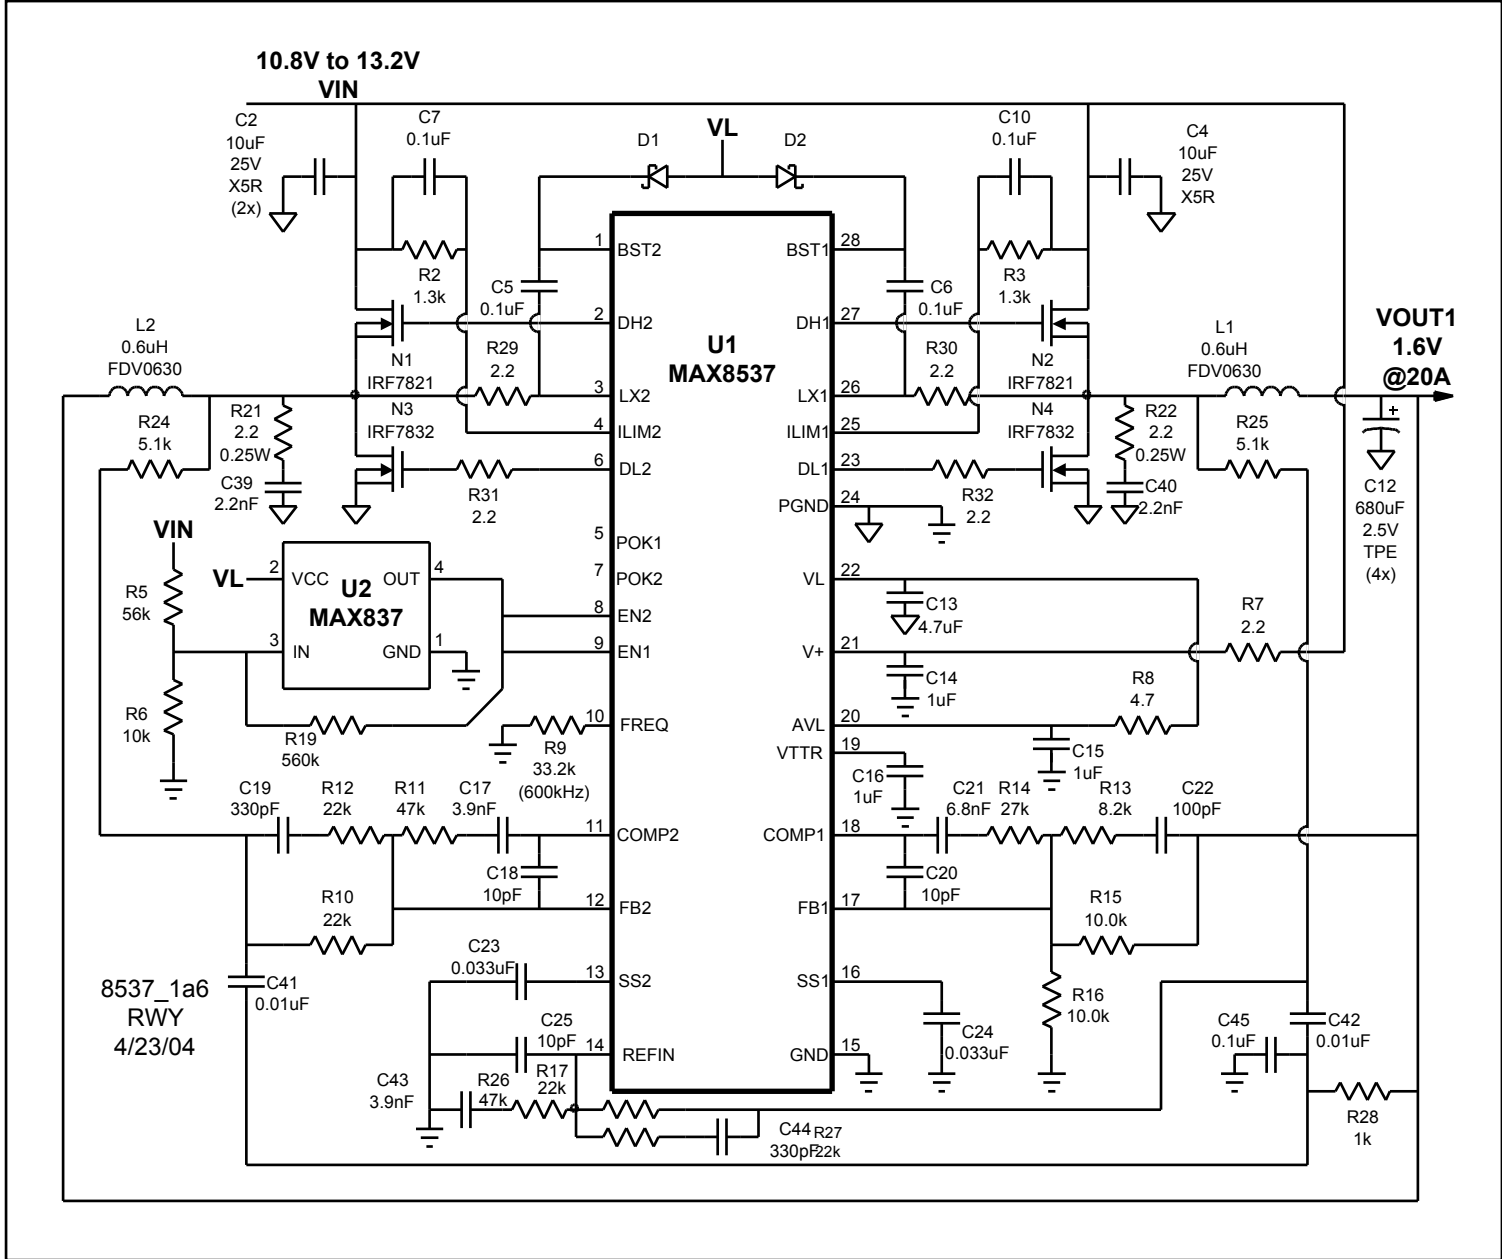 10.8V to 13.2V
VIN
C2
10uF
25V
X5R
(2x)
C7
0.1uF
D1
VL
D2
C10
0.1uF
C4
10uF
25V
X5R
R2
1.3k
C5
0.1uF
1
BST2
BST1
28
C6
0.1uF
R3
1.3k
2
DH2
U1
MAX8537
DH1
27
L2
0.6uH
FDV0630
N1
IRF7821
R29
2.2
R30
2.2
N2
IRF7821
L1
0.6uH
FDV0630
VOUT1
1.6V
@20A
3
LX2
LX1
26
R24
5.1k
R21
2.2
0.25W
N3
IRF7832
4
ILIM2
ILIM1
25
N4
IRF7832
R22
2.2
0.25W
R25
5.1k
+
C39
2.2nF
R31
2.2
6
DL2
DL1
23
R32
2.2
C40
2.2nF
C12
680uF
2.5V
TPE
(4x)
PGND
24
VIN
5
POK1
VL
2
VCC
U2
MAX837
OUT
4
7
POK2
VL
22
C13
4.7uF
R5
56k
8
EN2
R7
2.2
3
IN
GND
1
9
EN1
V+
21
C14
1uF
R8
4.7
R6
10k
R19
560k
10
FREQ
R9
33.2k
(600kHz)
AVL
20
C15
1uF
VTTR
19
C16
1uF
C19
330pF
R12
22k
R11
47k
C17
3.9nF
11
COMP2
COMP1
18
C21
6.8nF
R14
27k
R13
8.2k
C22
100pF
C18
10pF
C20
10pF
R10
22k
12
FB2
FB1
17
R15
10.0k
C23
0.033uF
13
SS2
SS1
16
C41
0.01uF
R16
10.0k
8537_1a6
RWY
4/23/04
C24
0.033uF
C45
0.1uF
C42
0.01uF
C25
10pF
14
REFIN
GND
15
C43
3.9nF
R26
47k
R17
22k
R28
1k
C44
330pF
R27
22k